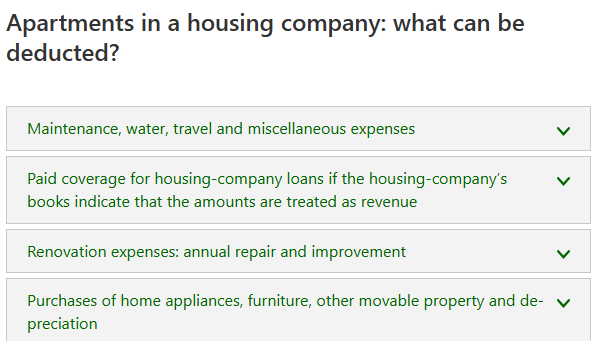 Apartments in a housing company: what can be
deducted?
Maintenance, water, travel and miscellaneous expenses
Paid coverage for housing-company loans if the housing-company’s
books indicate that the amounts are treated as revenue
Renovation expenses: annual repair and improvement
Purchases of home appliances, furniture, other movable property and de-
preciation